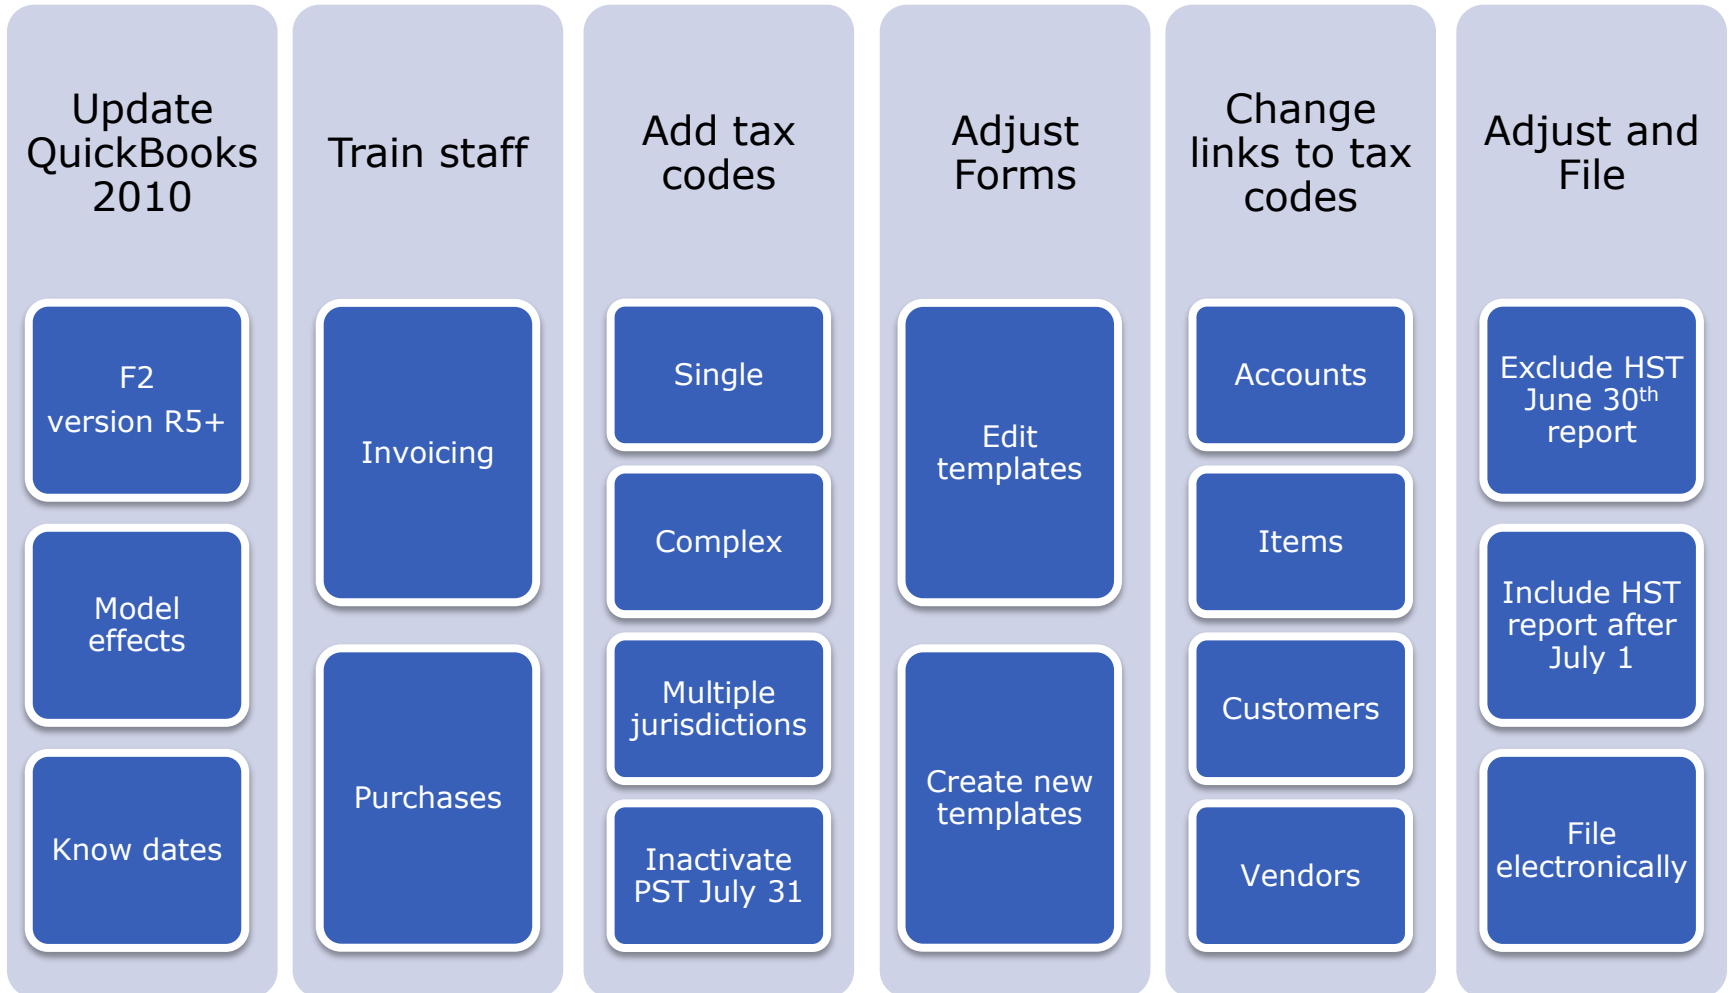 Update
QuickBooks
2010
F2
version R5+
Model
effects
Know dates
Train staff
Invoicing
Purchases
Add tax
codes
Single
Complex
Multiple
jurisdictions
Inactivate
PST July 31
Adjust
Forms
Edit
templates
Create new
templates
Change
links to tax
codes
Accounts
Items
Customers
Vendors
Adjust and
File
Exclude HST
June 30th
report
Include HST
report after
July 1
File
electronically